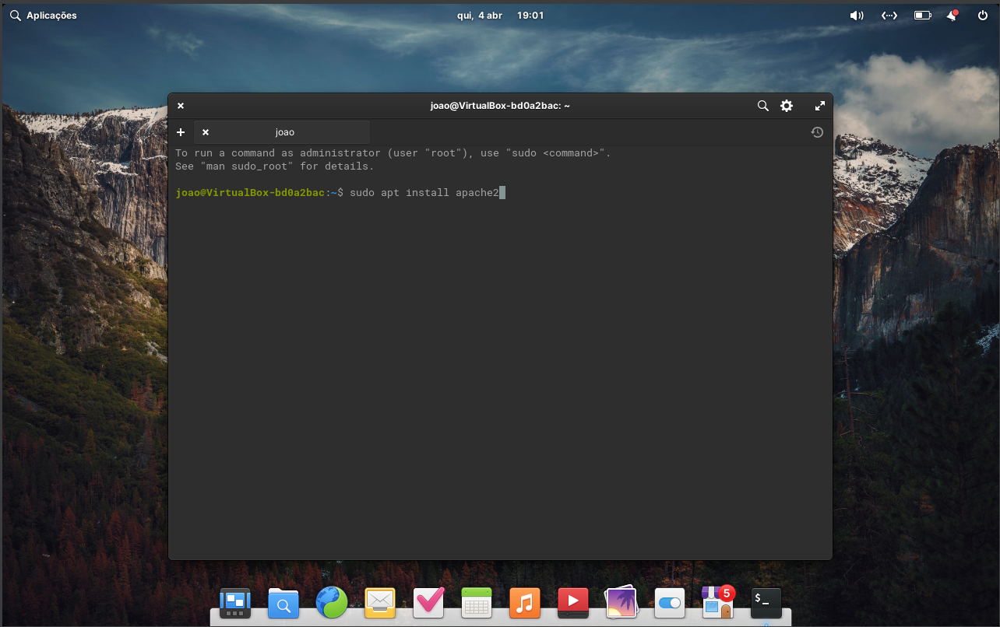 Aplicações
qui, 4 abr 19:01
joao@VirtualBox-bd0a2bac: ~
joao
To run a command as administrator (user "root"), use "sudo <command>".
See "man sudo_root" for details.
joao@VirtualBox-bd0a2bac:~$ sudo apt install apache2
5
$_